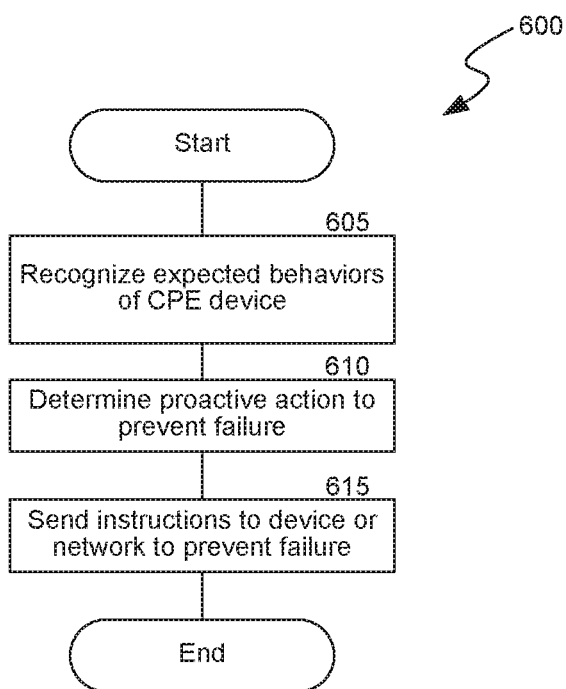 600
Start
605
Recognize expected behaviors
of CPE device
610
Determine proactive action to
prevent failure
615
Send instructions to device or
network to prevent failure
End